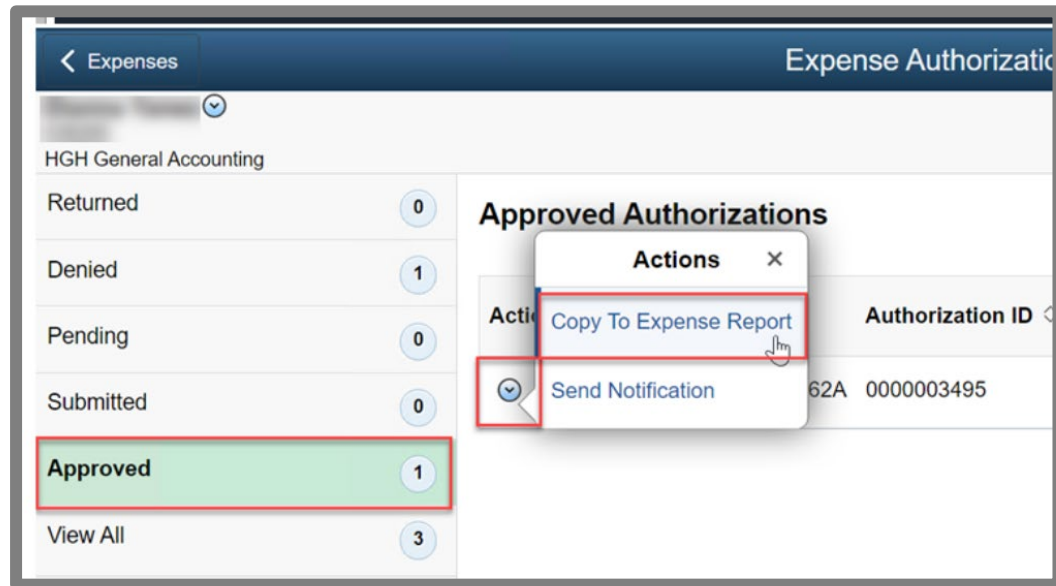 Expenses
Expense Authorizatio
HGH General Accounting
Returned 0
Denied 1
Pending 0
Submitted 0
Approved 1
View All 3
Approved Authorizations
Actions ×
Actio
Authorization ID
Copy To Expense Report
Send Notification
62A 0000003495